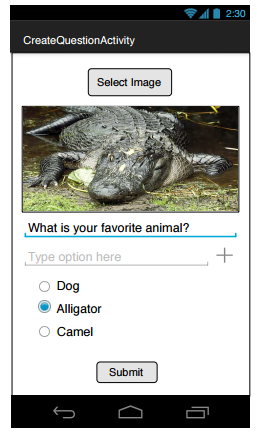 2:30
CreateQuestionActivity
Select Image
What is your favorite animal?
Type option here
Dog
Alligator
Camel
Submit